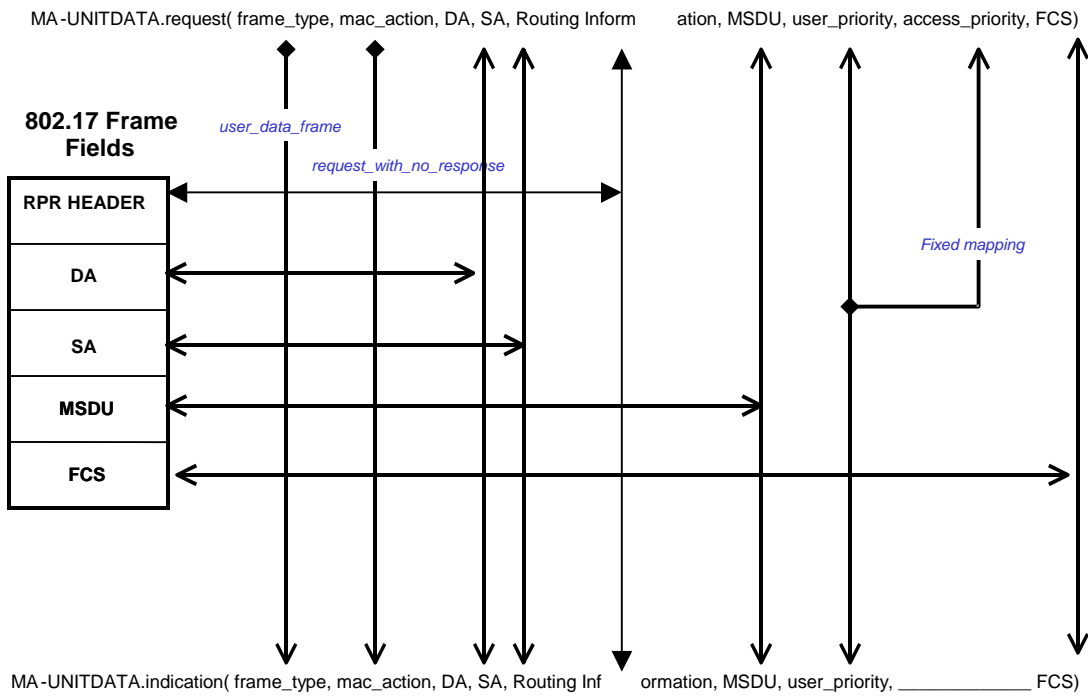 MA-UNITDATA.request( frame_type, mac_action, DA, SA, Routing Inform ation, MSDU, user_priority, access_priority, FCS)
802.17 Frame
Fields
user_data_frame
request_with_no_response
RPR HEADER
Fixed mapping
DA
SA
MSDU
FCS
MA-UNITDATA.indication( frame_type, mac_action, DA, SA, Routing Inf ormation, MSDU, user_priority, ______________ FCS)